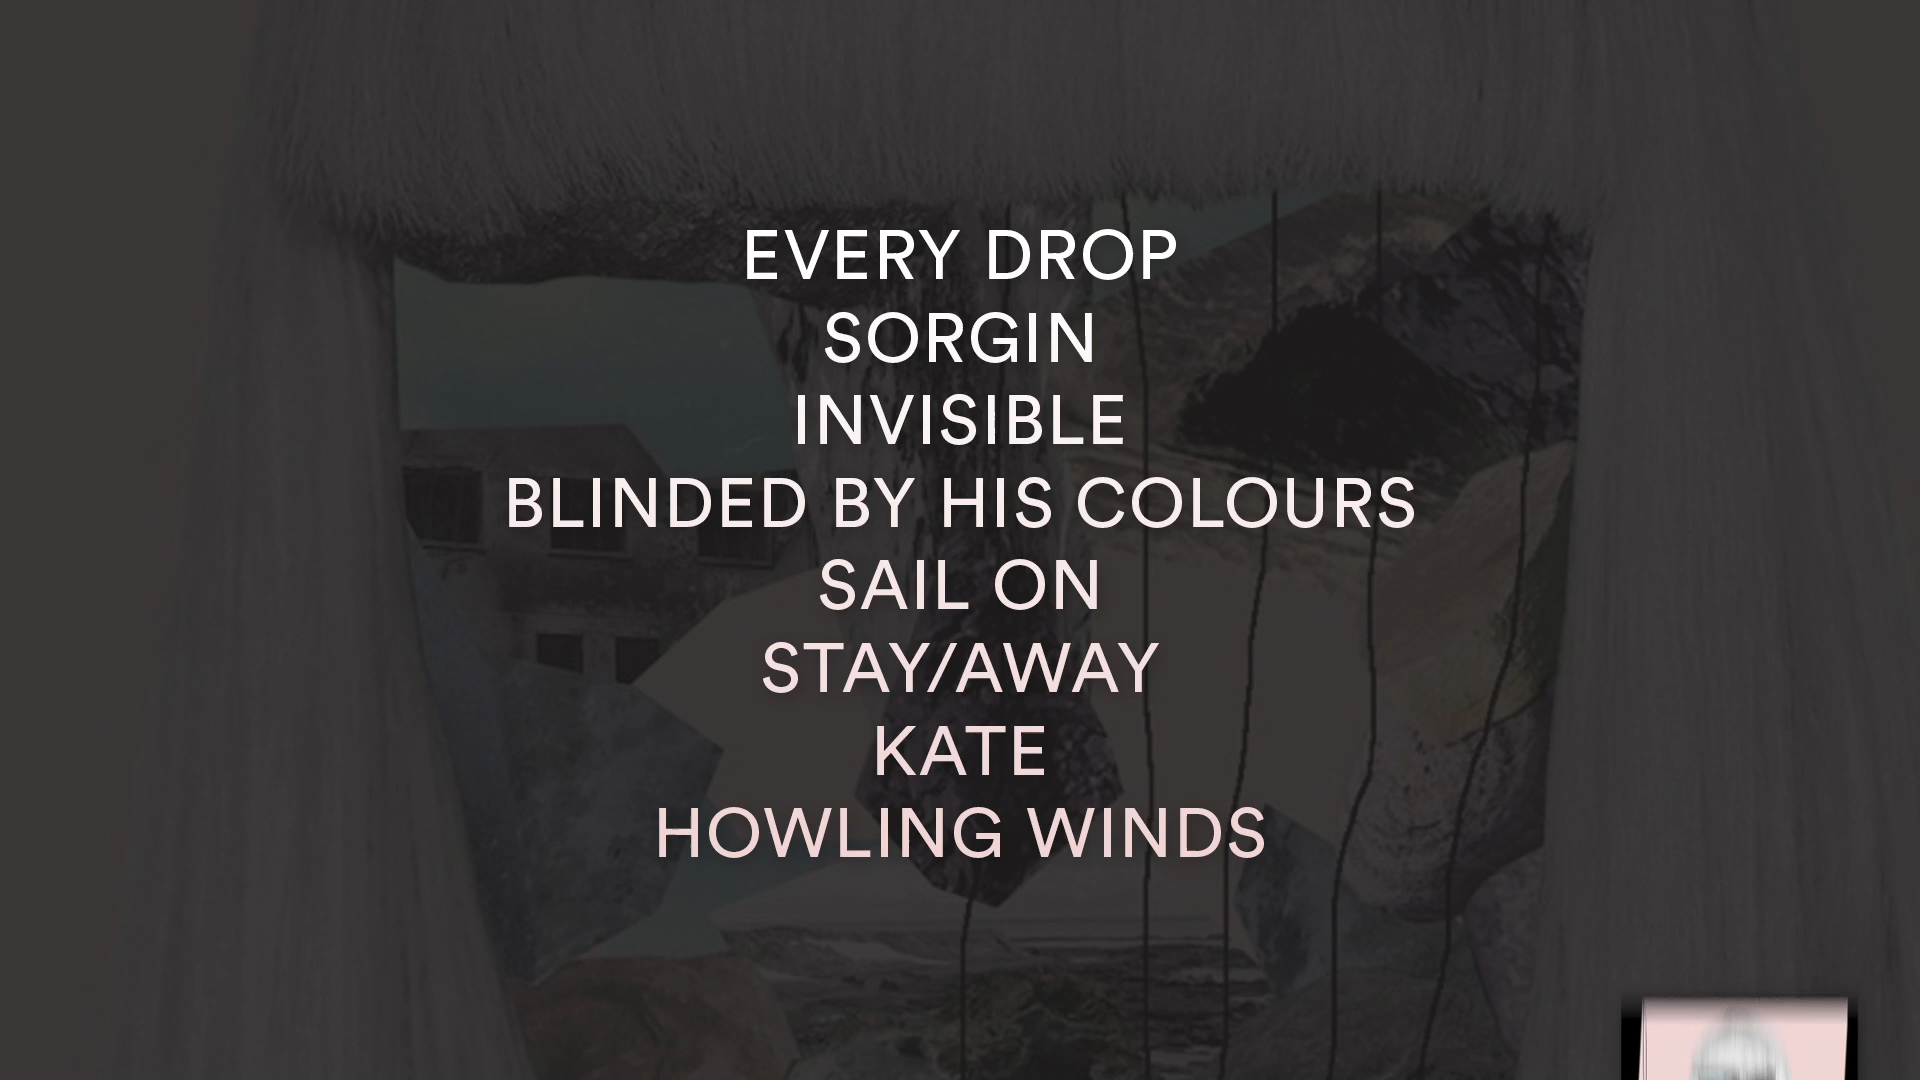 EVERY DROP
SORGIN
INVISIBLE
BLINDED BY HIS COLOURS
SAIL ON
STAY/AWAY
KATE
HOWLING WINDS